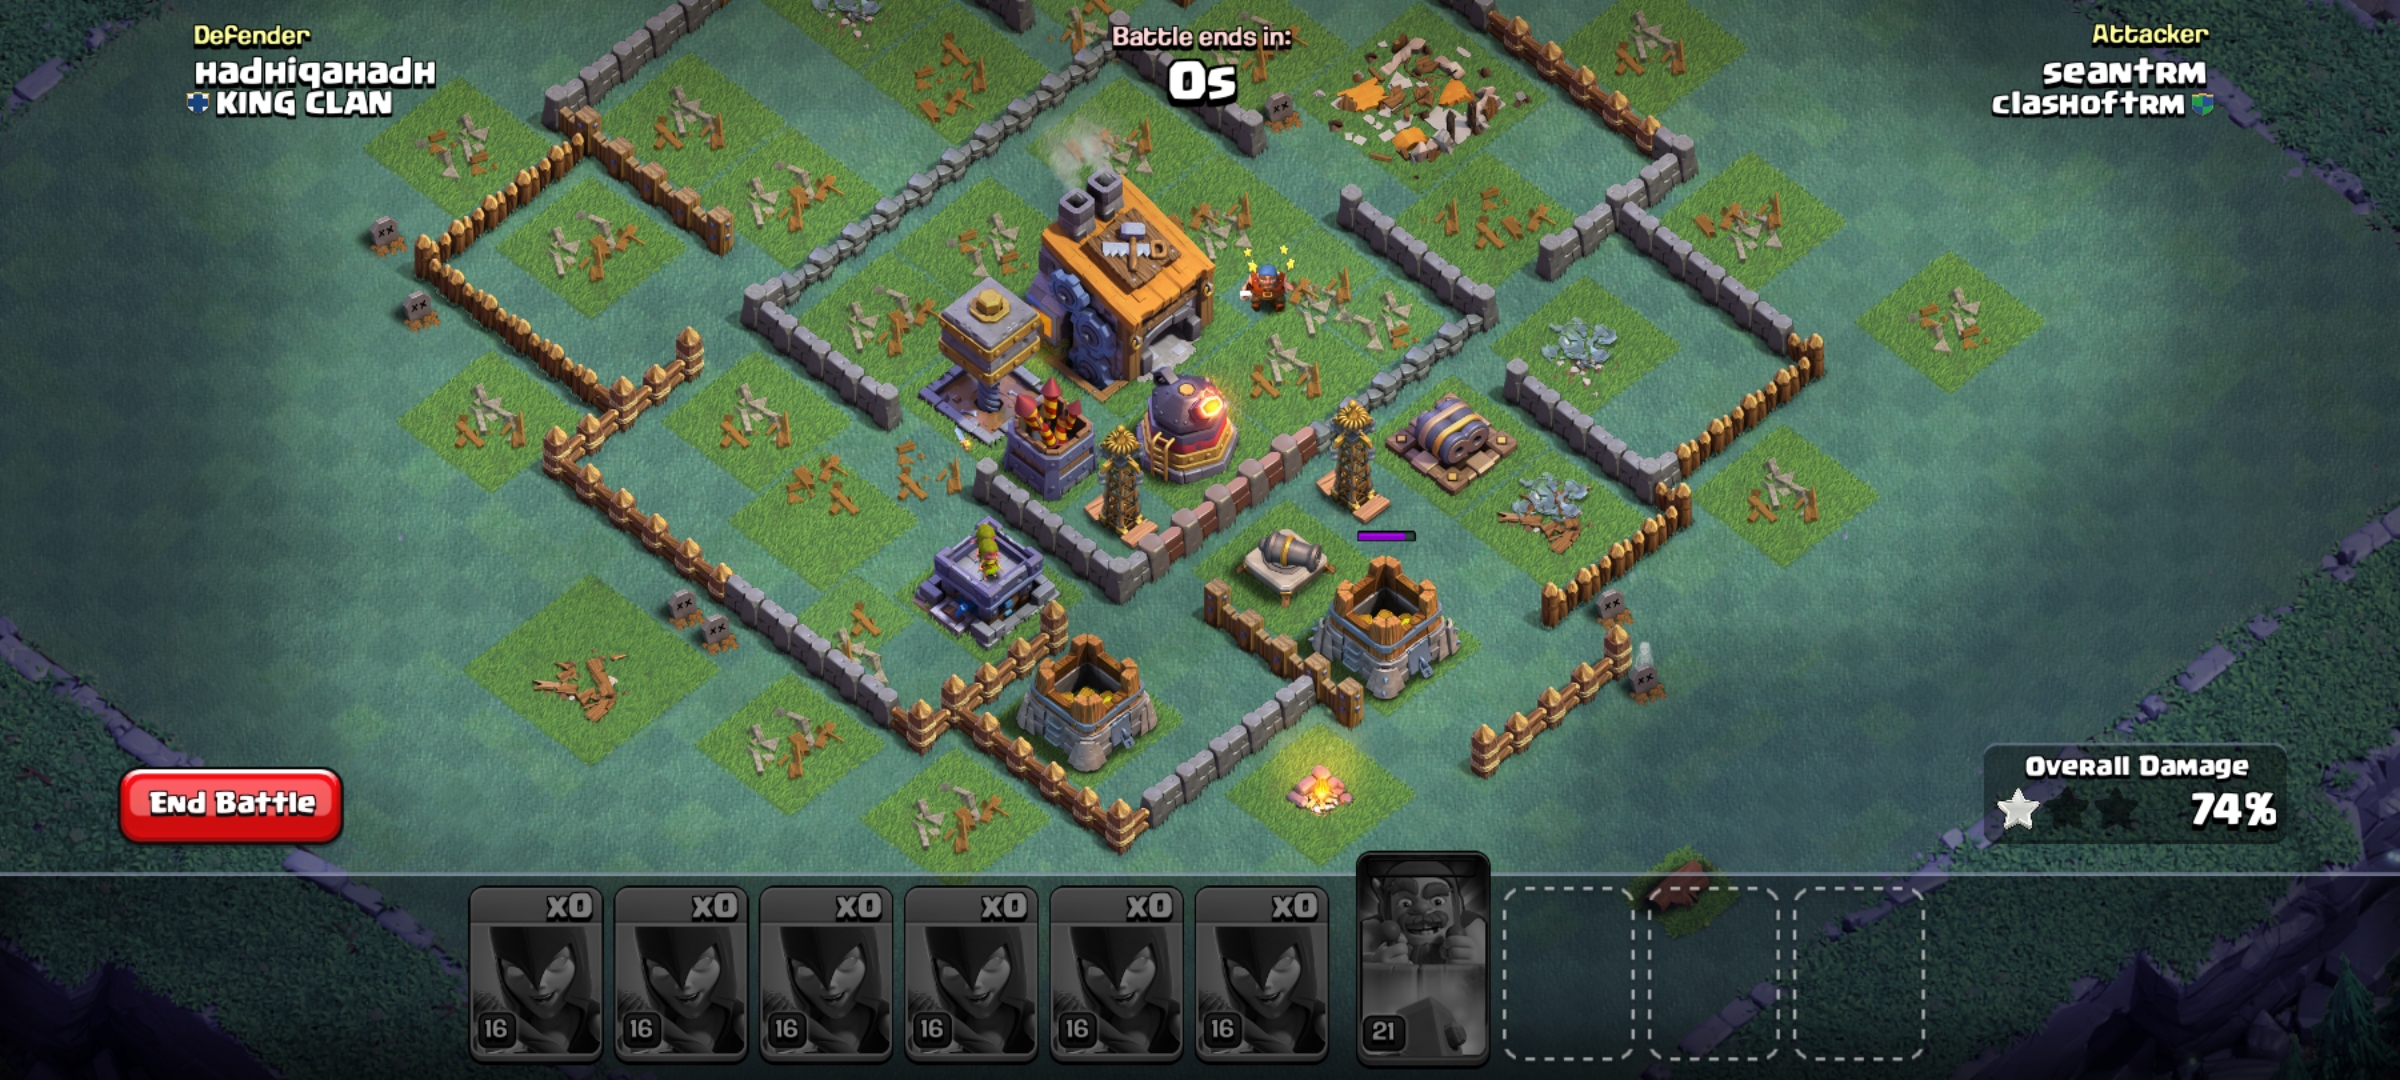 Defender
HadHiqaHadH
KING CLAN
Battle ends in:
0s
Attacker
seantRM
clashoftRM
End Battle
Overall Damage
74%
x0
x0
x0
x0
x0
x0
16
16
16
16
16
16
21